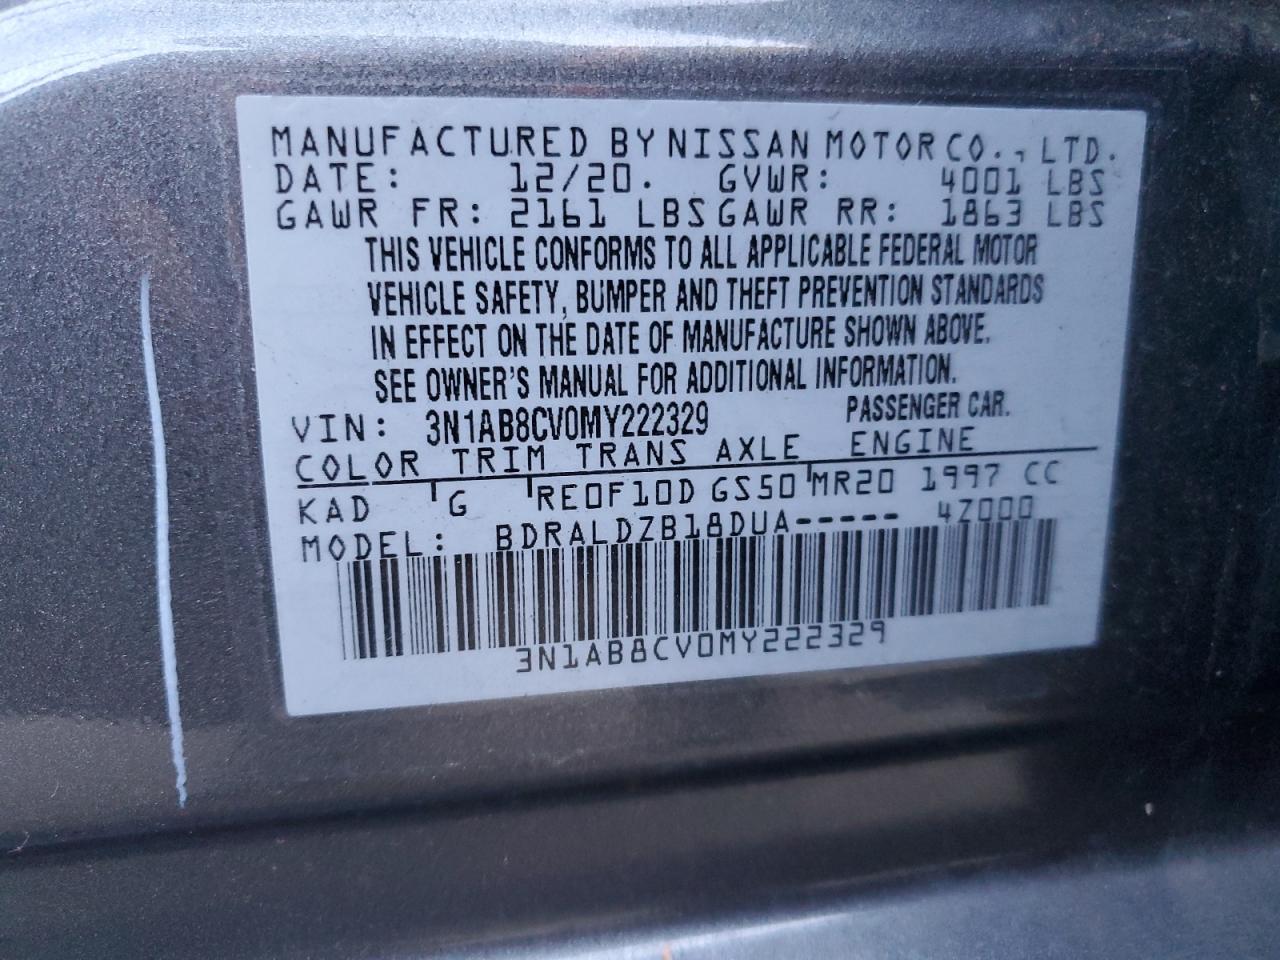 MANUFACTURED BY NISSAN MOTOR CO., LTD.
DATE: 12/20. GVWR: 4001 LBS
GAWR FR: 2161 LBS GAWR RR: 1863 LBS
THIS VEHICLE CONFORMS TO ALL APPLICABLE FEDERAL MOTOR
VEHICLE SAFETY, BUMPER AND THEFT PREVENTION STANDARDS
IN EFFECT ON THE DATE OF MANUFACTURE SHOWN ABOVE.
SEE OWNER'S MANUAL FOR ADDITIONAL INFORMATION.
VIN: 3N1AB8CV0MY222329 PASSENGER CAR.
COLOR TRIM TRANS AXLE ENGINE
KAD G RE0F10D GS50 MR20 1997 CC
MODEL: BDRALDZB18DUA----- 4Z000
3N1AB8CV0MY222329